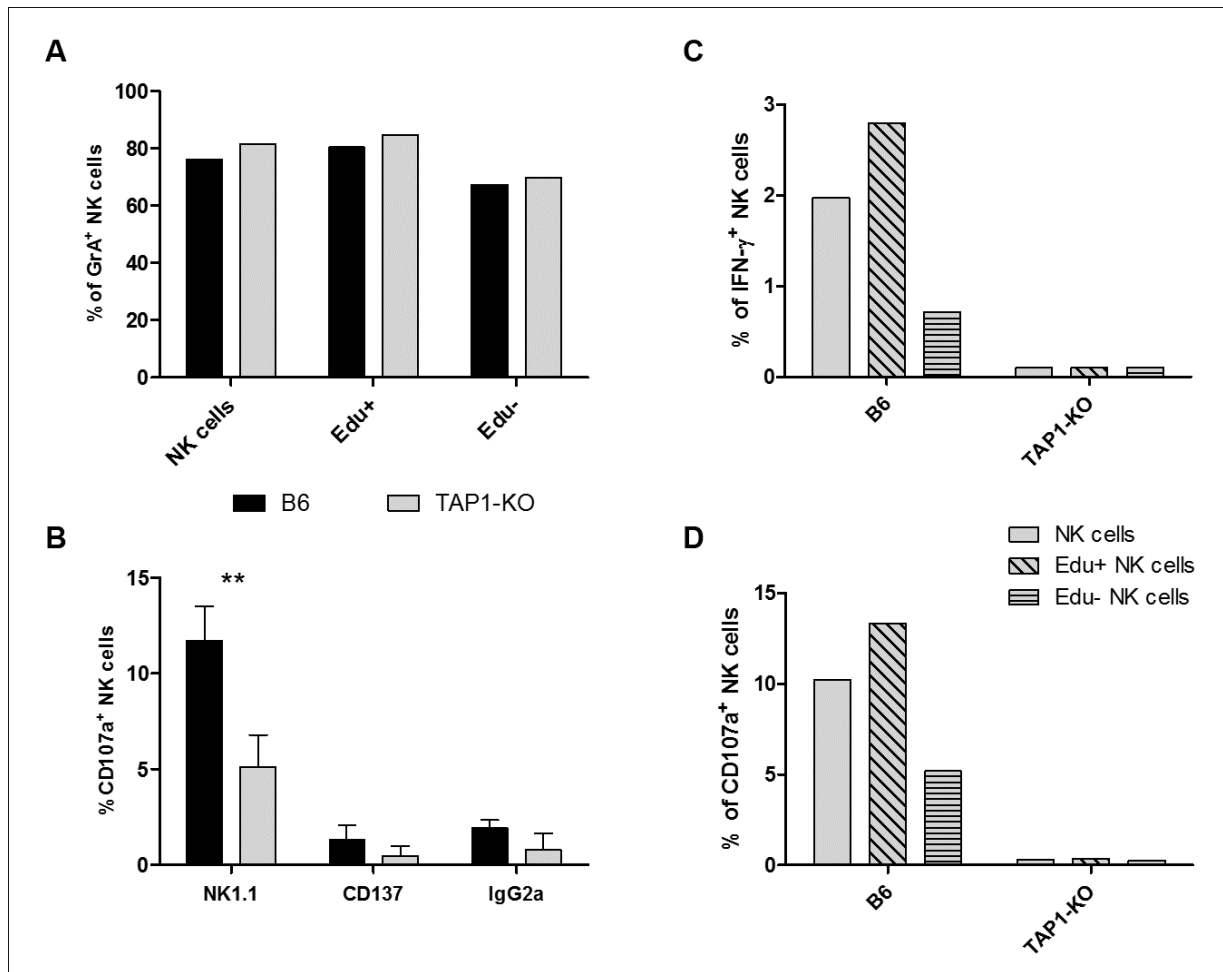 A
% of GrA+ NK cells
100
80
60
40
20
0
NK cells
Edu+
Edu-
B6
TAP1-KO
B
% CD107a+ NK cells
15
10
5
0
**
NK1.1
CD137
IgG2a
C
% of IFN-γ+ NK cells
3
2
1
0
B6
TAP1-KO
D
NK cells
Edu+ NK cells
Edu- NK cells
% of CD107a+ NK cells
15
10
5
0
B6
TAP1-KO